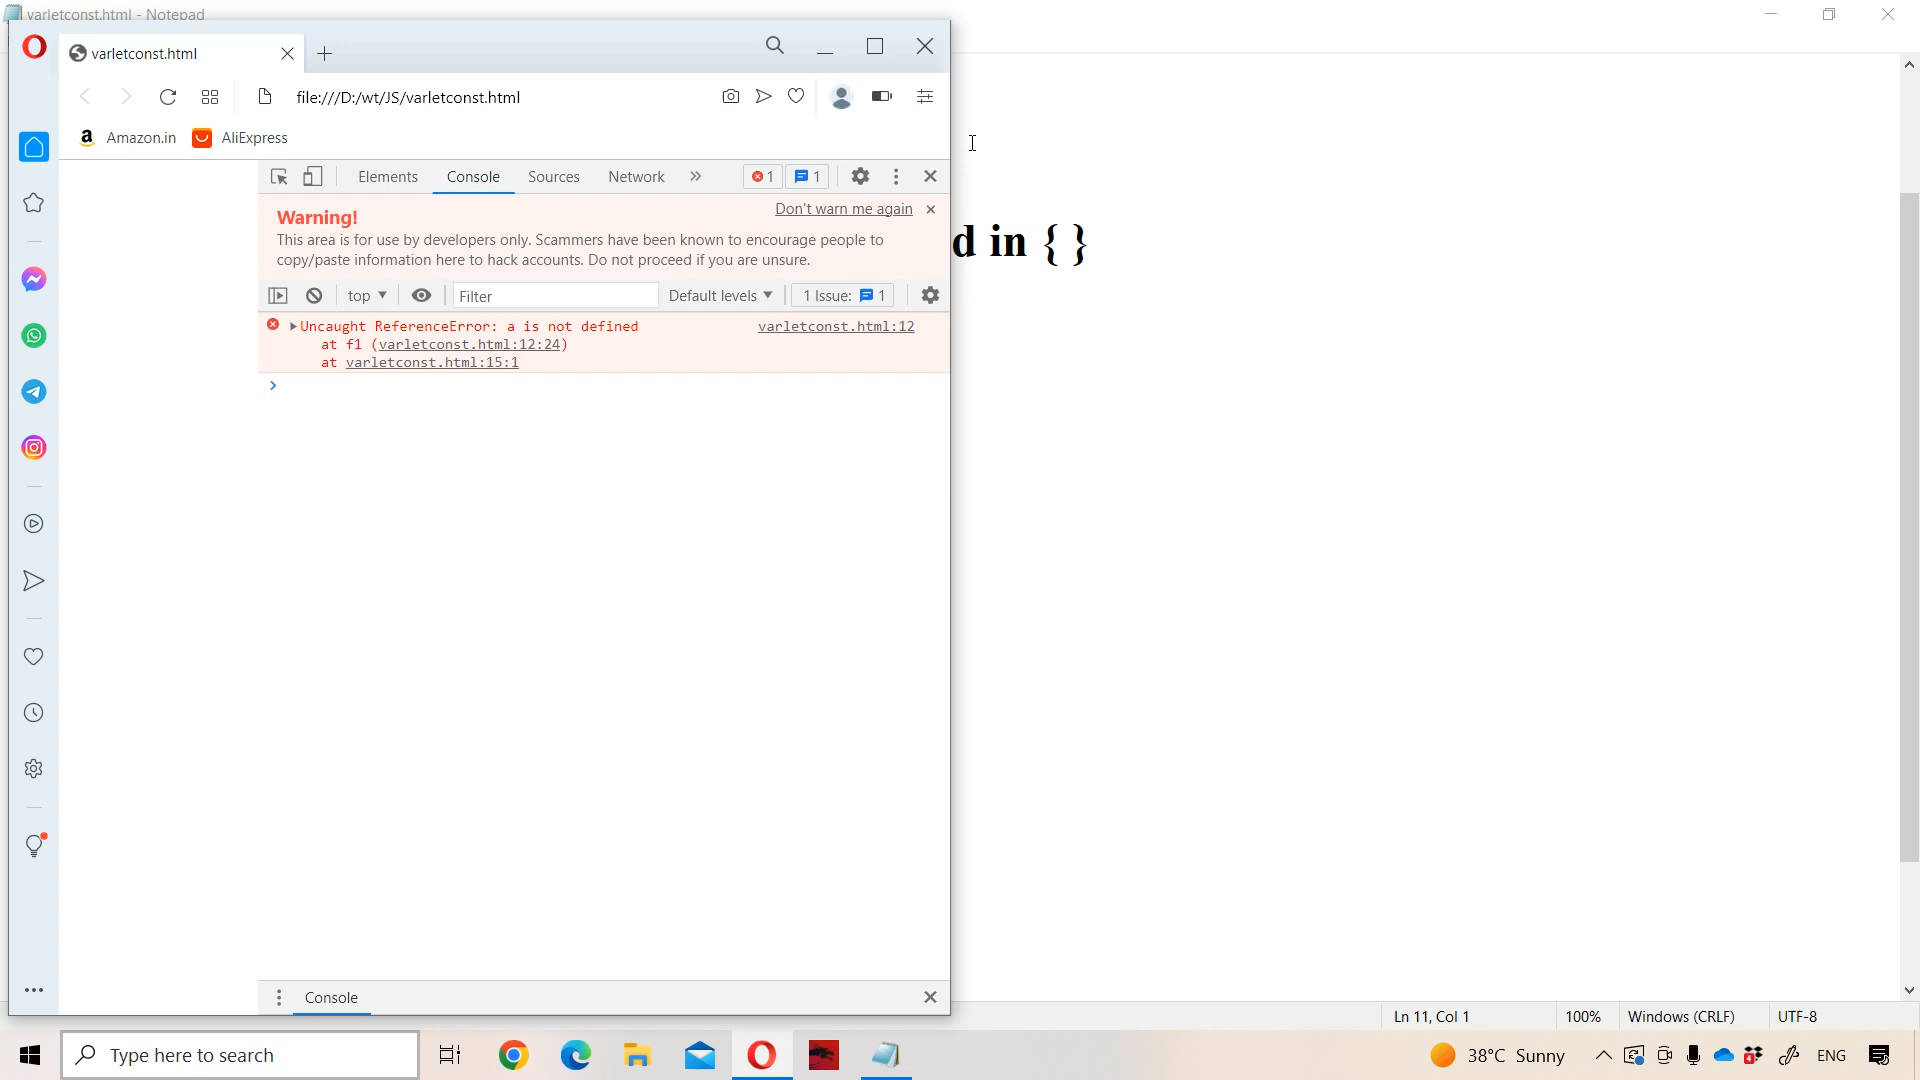 varletconst.html - Notepad
varletconst.html
file:///D:/wt/JS/varletconst.html
Amazon.in AliExpress
Elements Console Sources Network 1 1
Warning!
Don't warn me again
This area is for use by developers only. Scammers have been known to encourage people to
copy/paste information here to hack accounts. Do not proceed if you are unsure.
d in { }
top Filter Default levels 1 Issue: 1
Uncaught ReferenceError: a is not defined varletconst.html:12
at f1 (varletconst.html:12:24)
at varletconst.html:15:1
Console
Ln 11, Col 1 100% Windows (CRLF) UTF-8
Type here to search 38°C Sunny ENG